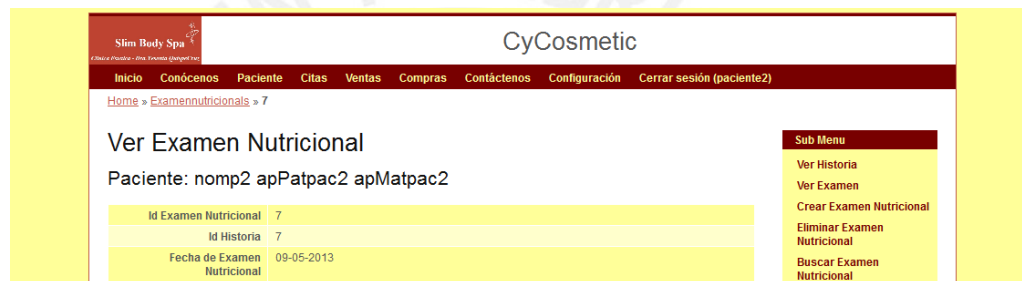 Slim Body Spa
CyCosmetic
Inicio Conócenos Paciente Citas Ventas Compras Contáctenos Configuración Cerrar sesión (paciente2)
Home » Examennutricionals » 7
Ver Examen Nutricional
Paciente: nomp2 apPatpac2 apMatpac2
Id Examen Nutricional 7
Id Historia 7
Fecha de Examen 09-05-2013
Nutricional
Sub Menu
Ver Historia
Ver Examen
Crear Examen Nutricional
Eliminar Examen
Nutricional
Buscar Examen
Nutricional